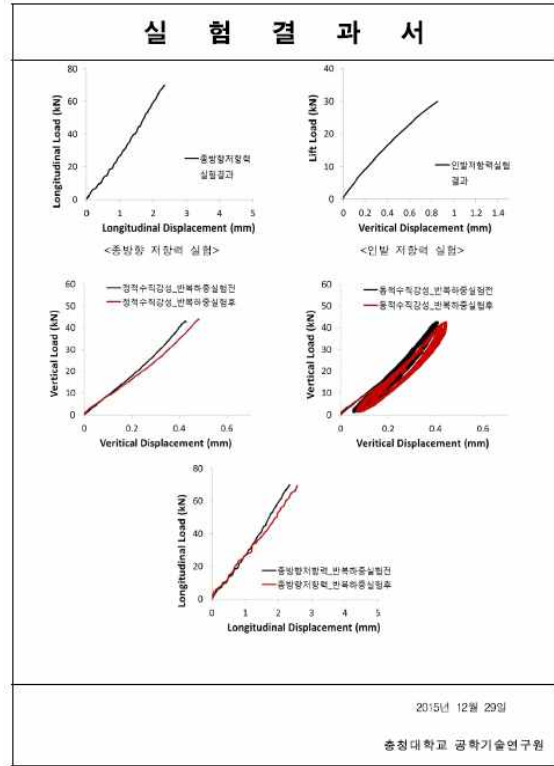 실 험 결 과 서
Longitudinal Load (kN)
80
60
40
20
0
종방향저항력
실험결과
0 1 2 3 4 5
Longitudinal Displacement (mm)
<종방향 저항력 실험>
Lift Load (kN)
40
30
20
10
0
인발저항력실험
결과
0 0.2 0.4 0.6 0.8 1 1.2 1.4
Veritical Displacement (mm)
<인발 저항력 실험>
Vertical Load (kN)
60
50
40
30
20
10
0
정적수직강성_반복하중실험전
정적수직강성_반복하중실험후
0 0.2 0.4 0.6
Veritical Displacement (mm)
Vertical Load (kN)
60
50
40
30
20
10
0
동적수직강성_반복하중실험전
동적수직강성_반복하중실험후
0 0.2 0.4 0.6
Veritical Displacement (mm)
Longitudinal Load (kN)
80
60
40
20
0
종방향저항력_반복하중실험전
종방향저항력_반복하중실험후
0 1 2 3 4 5
Longitudinal Displacement (mm)
2015년 12월 29일
충청대학교 공학기술연구원